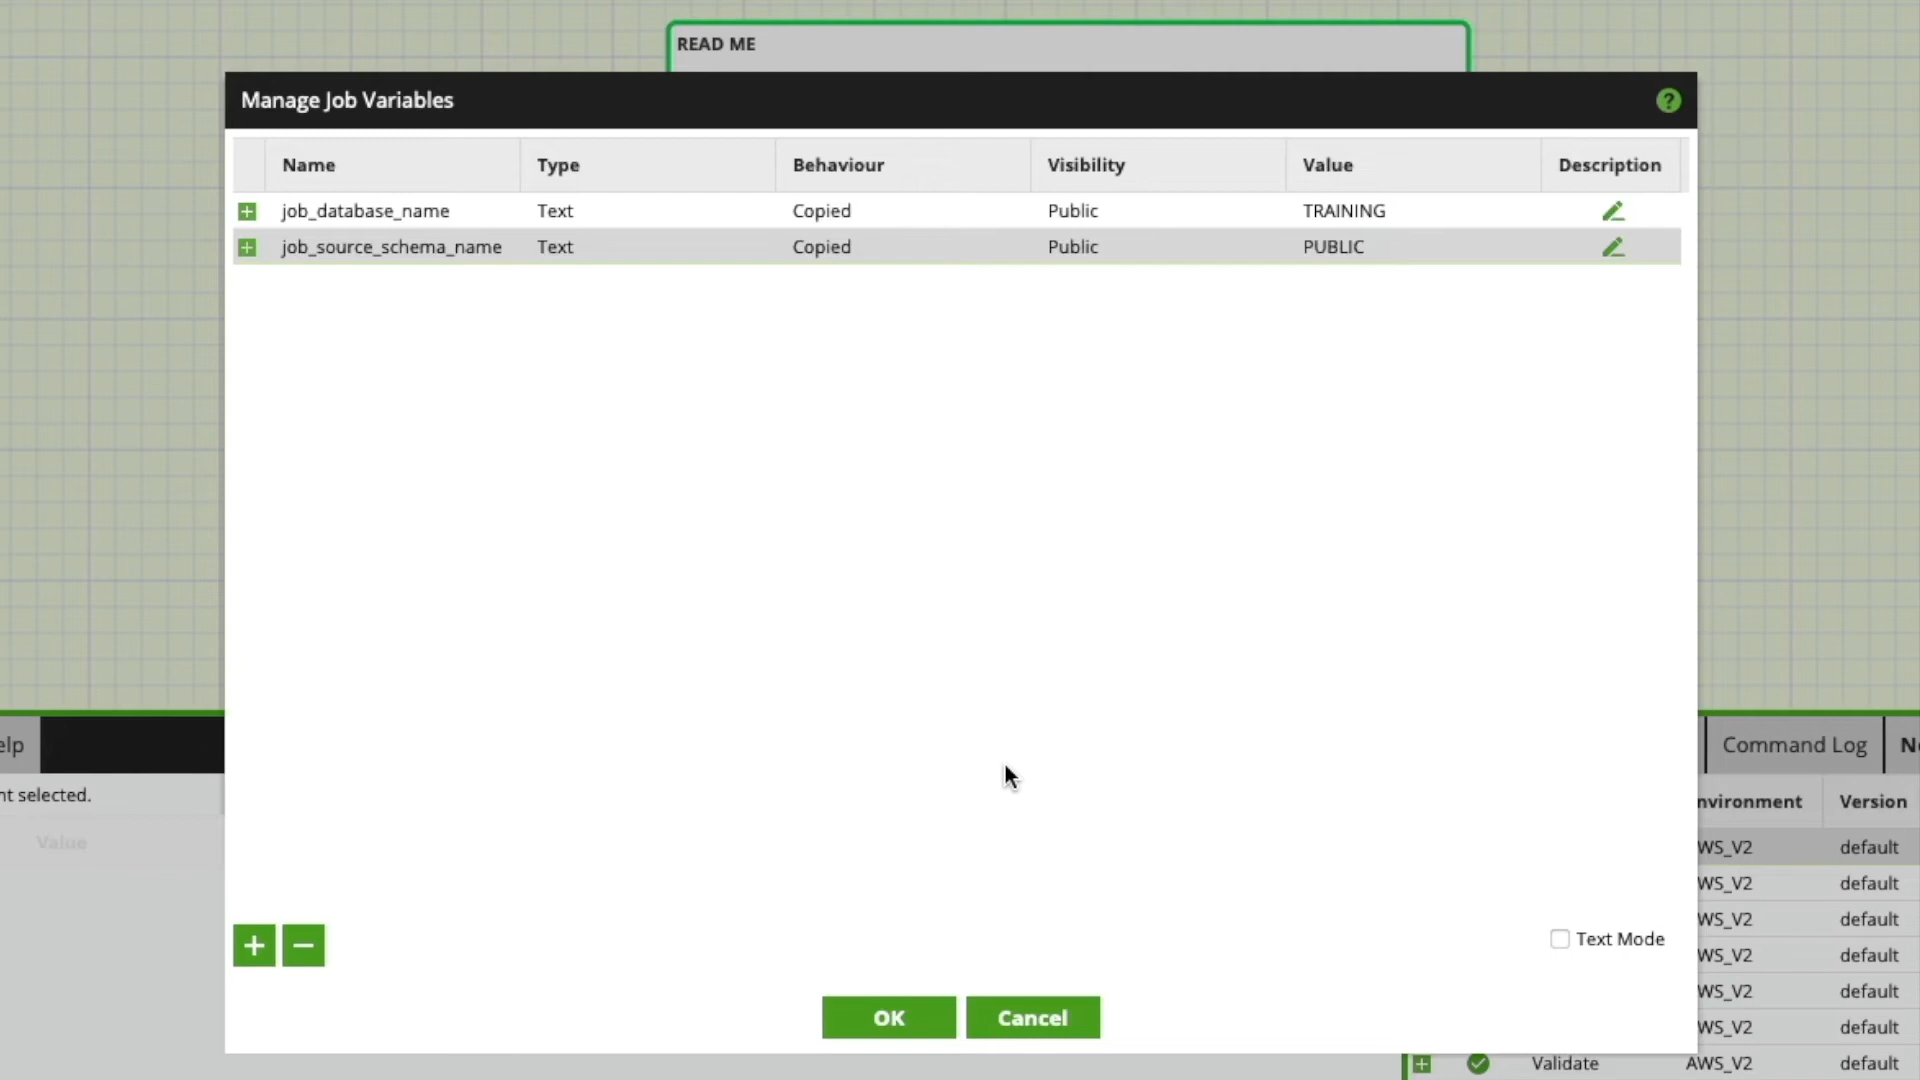 READ ME
Manage Job Variables
?
Name Type Behaviour Visibility Value Description
job_database_name Text Copied Public TRAINING
job_source_schema_name Text Copied Public PUBLIC
elp
Command Log
nt selected.
nvironment Version
Value
WS_V2 default
WS_V2 default
WS_V2 default
WS_V2 default
WS_V2 default
WS_V2 default
Text Mode
OK Cancel
Validate AWS_V2 default